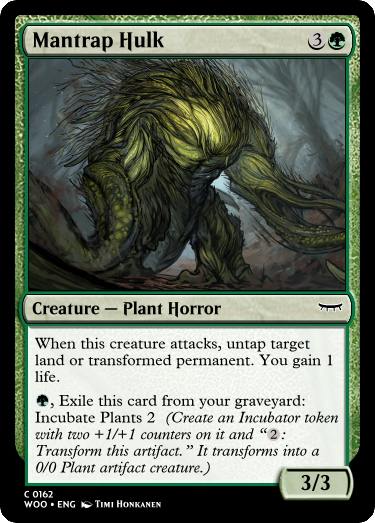 Mantrap Hulk 3
Creature — Plant Horror
When this creature attacks, untap target
land or transformed permanent. You gain 1
life.
, Exile this card from your graveyard:
Incubate Plants 2 (Create an Incubator token
with two +1/+1 counters on it and “2:
Transform this artifact.” It transforms into a
0/0 Plant artifact creature.)
3/3
C 0162
WOO • ENG Timi Honkanen